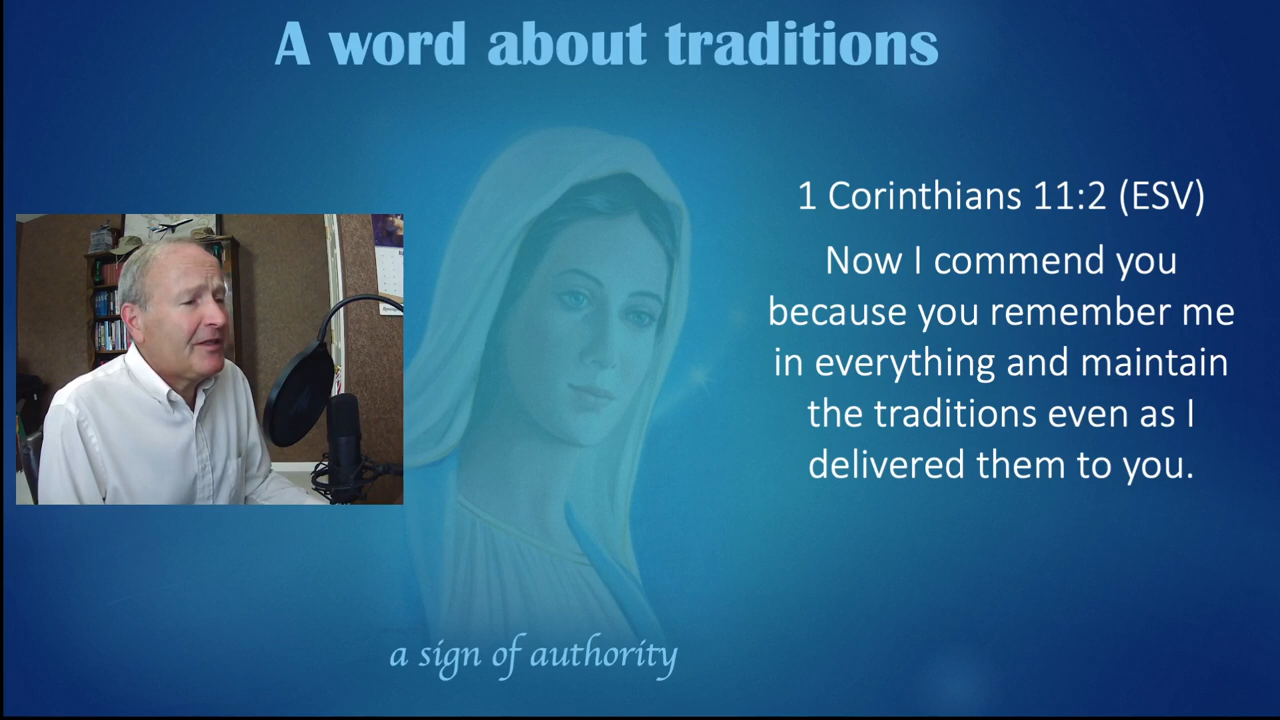 A word about traditions
1 Corinthians 11:2 (ESV)
Now I commend you
because you remember me
in everything and maintain
the traditions even as I
delivered them to you.
a sign of authority